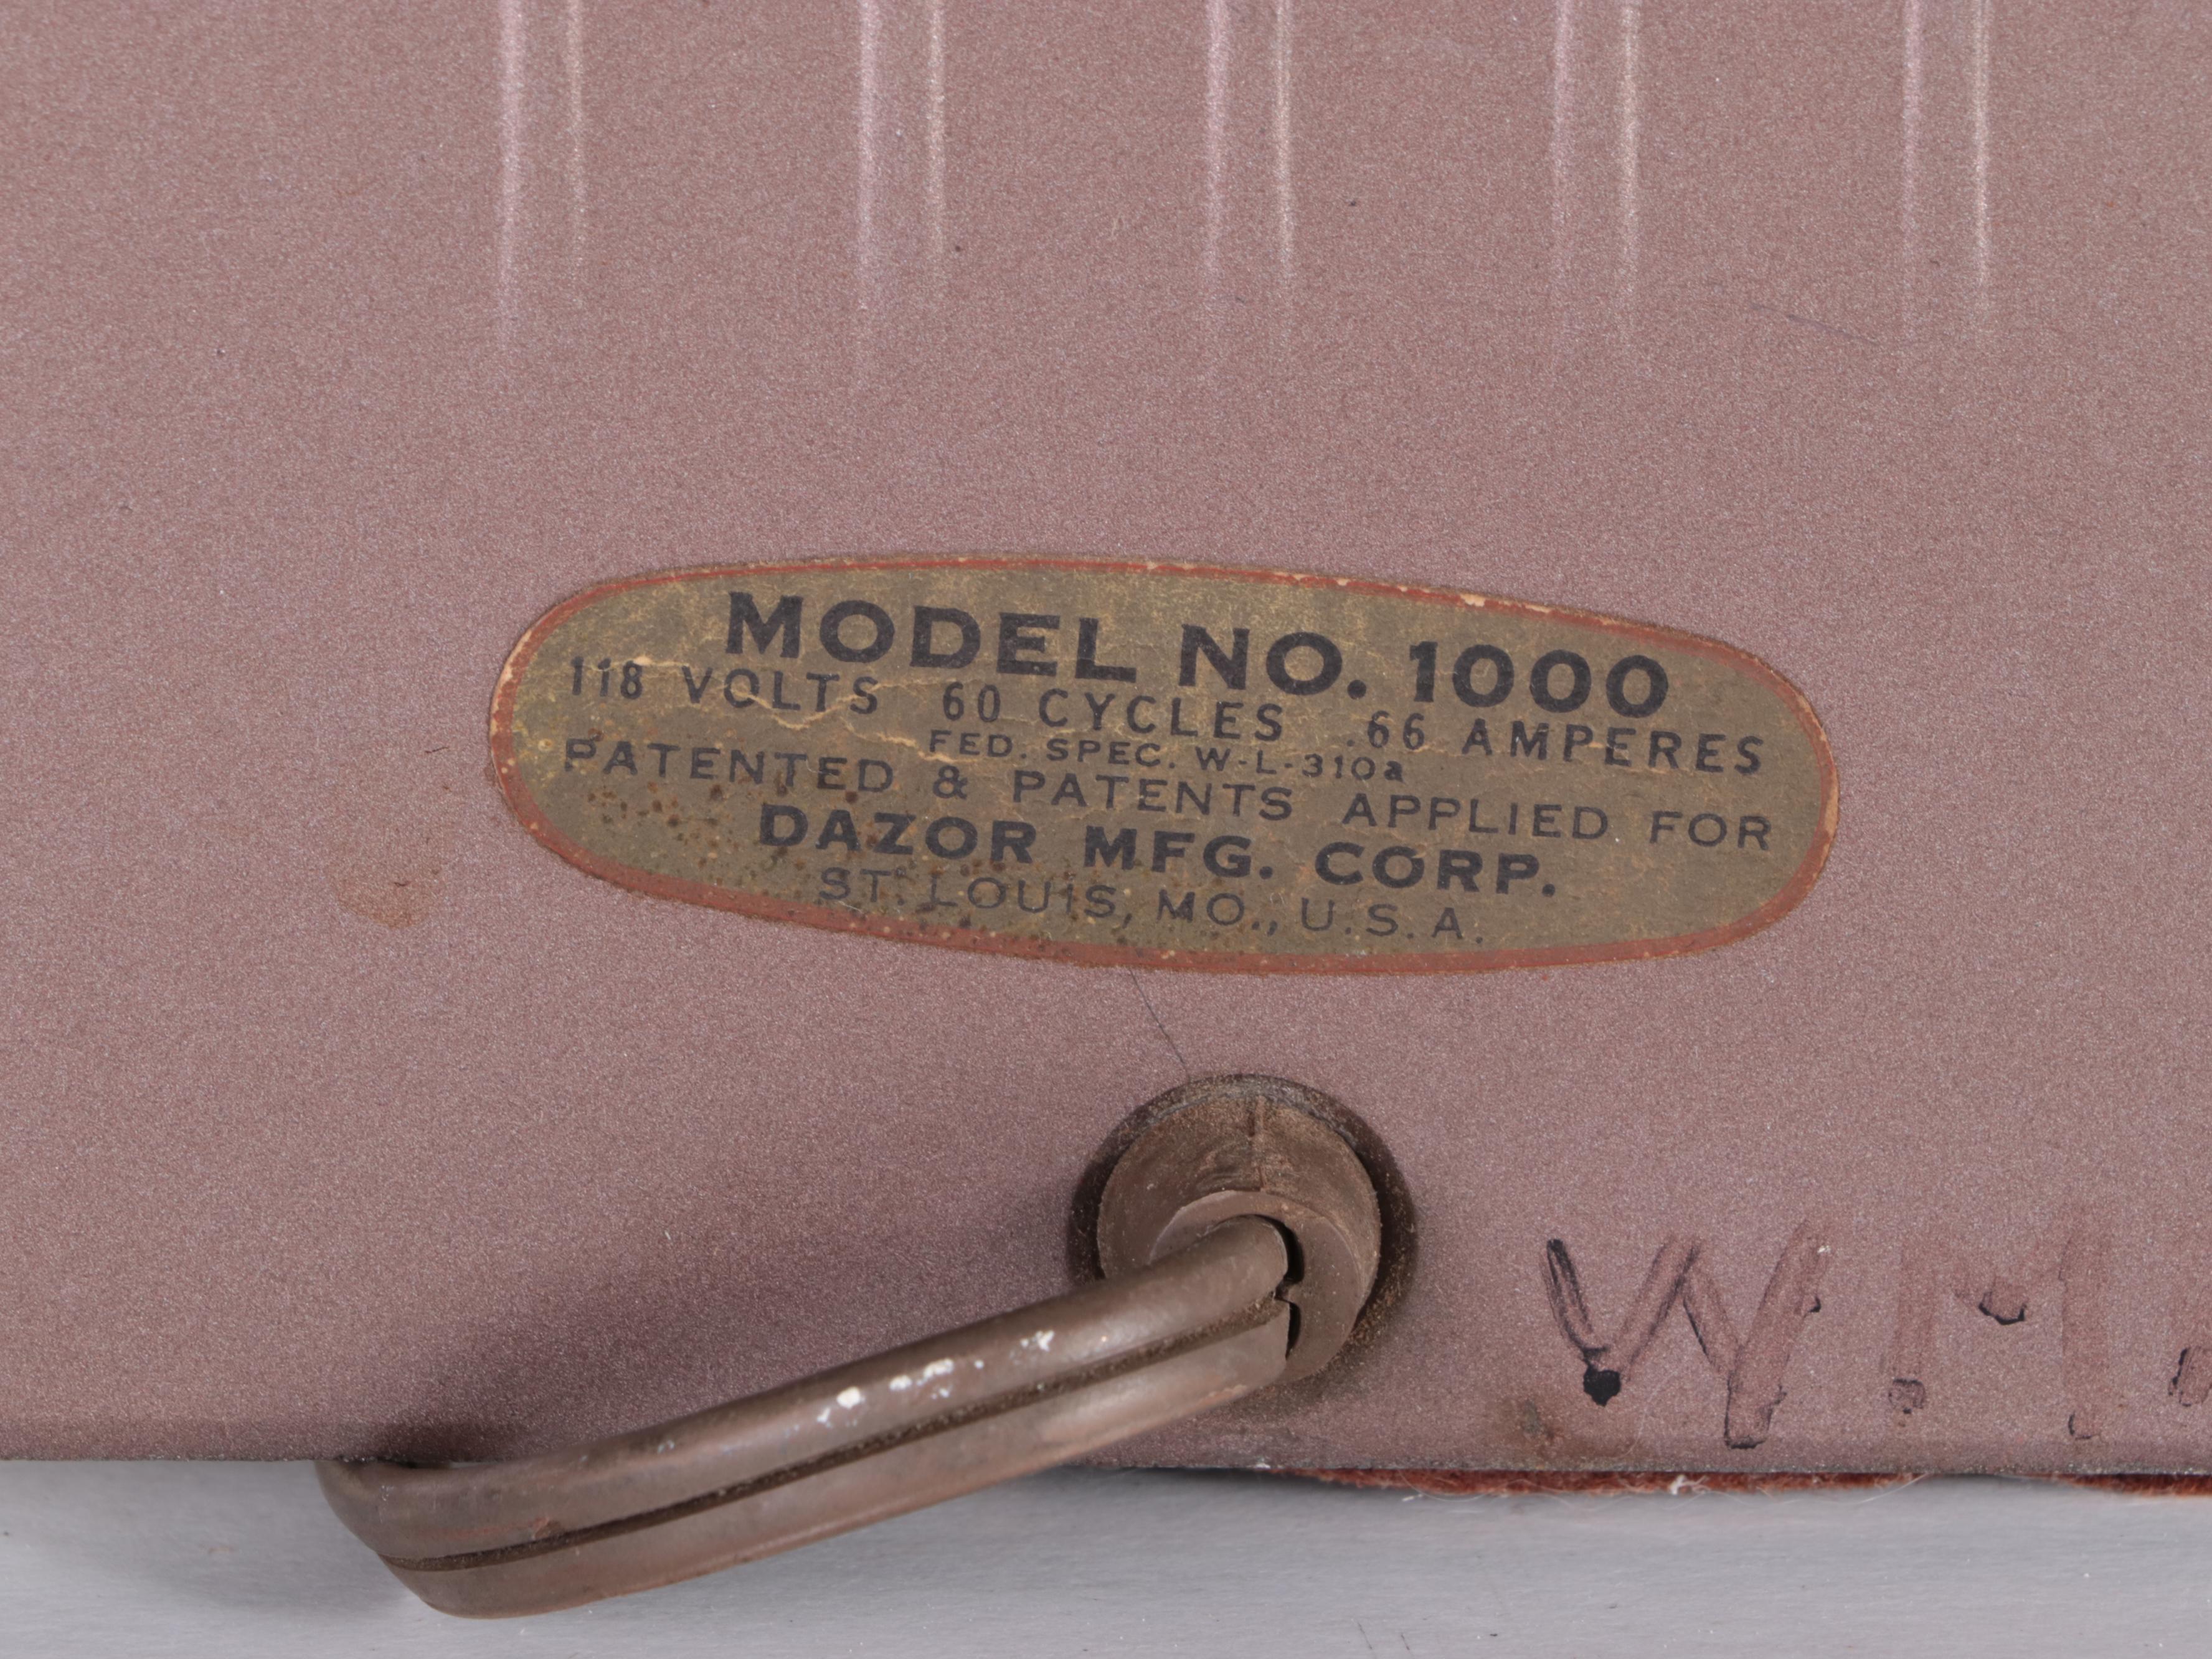 MODEL NO. 1000
118 VOLTS 60 CYCLES .66 AMPERES
FED. SPEC. W-L-310a
PATENTED & PATENTS APPLIED FOR
DAZOR MFG. CORP.
ST. LOUIS, MO., U.S.A.
W.M.